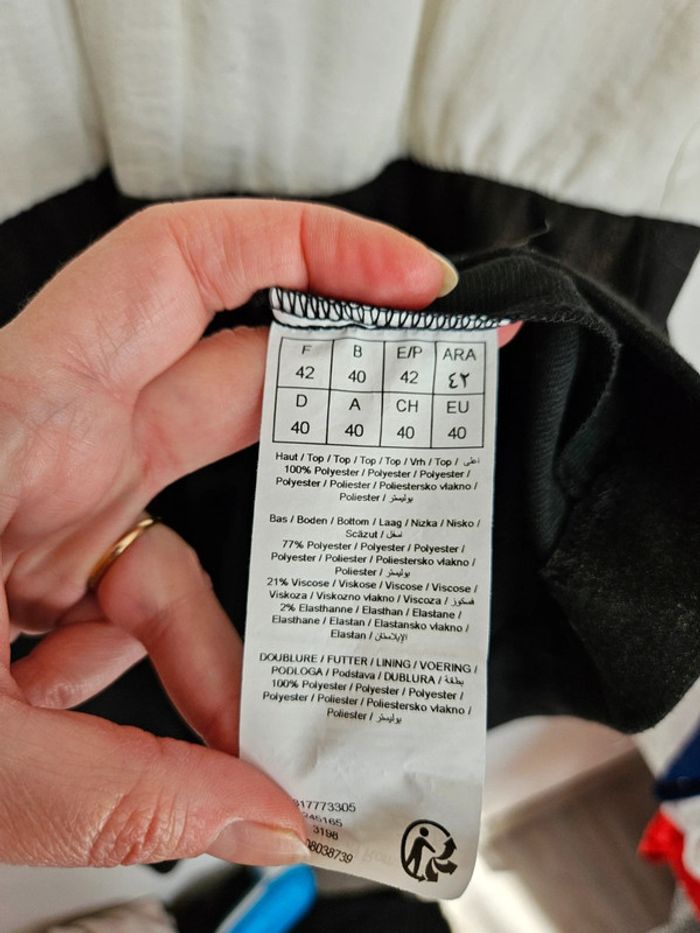 F B E/P ARA
42 40 42 ٤٢
D A CH EU
40 40 40 40
Haut / Top / Top / Top / Top / Vrh / Top / أعلى
100% Polyester / Polyester / Polyester /
Polyester / Poliester / Poliestersko vlakno /
Poliester / بوليستر
Bas / Boden / Bottom / Laag / Nizka / Nisko /
Scăzut / أسفل
77% Polyester / Polyester / Polyester /
Polyester / Poliester / Poliestersko vlakno /
Poliester / بوليستر
21% Viscose / Viskose / Viscose / Viscose /
Viskoza / Viskozno vlakno / Viscoza / فسكوز
2% Elasthanne / Elasthan / Elastane /
Elasthane / Elastan / Elastansko vlakno /
Elastan / الإيلاستان
DOUBLURE / FUTTER / LINING / VOERING /
PODLOGA / Podstava / DUBLURA / بطانة
100% Polyester / Polyester / Polyester /
Polyester / Poliester / Poliestersko vlakno /
Poliester / بوليستر
17773305
245165
3198
08038739